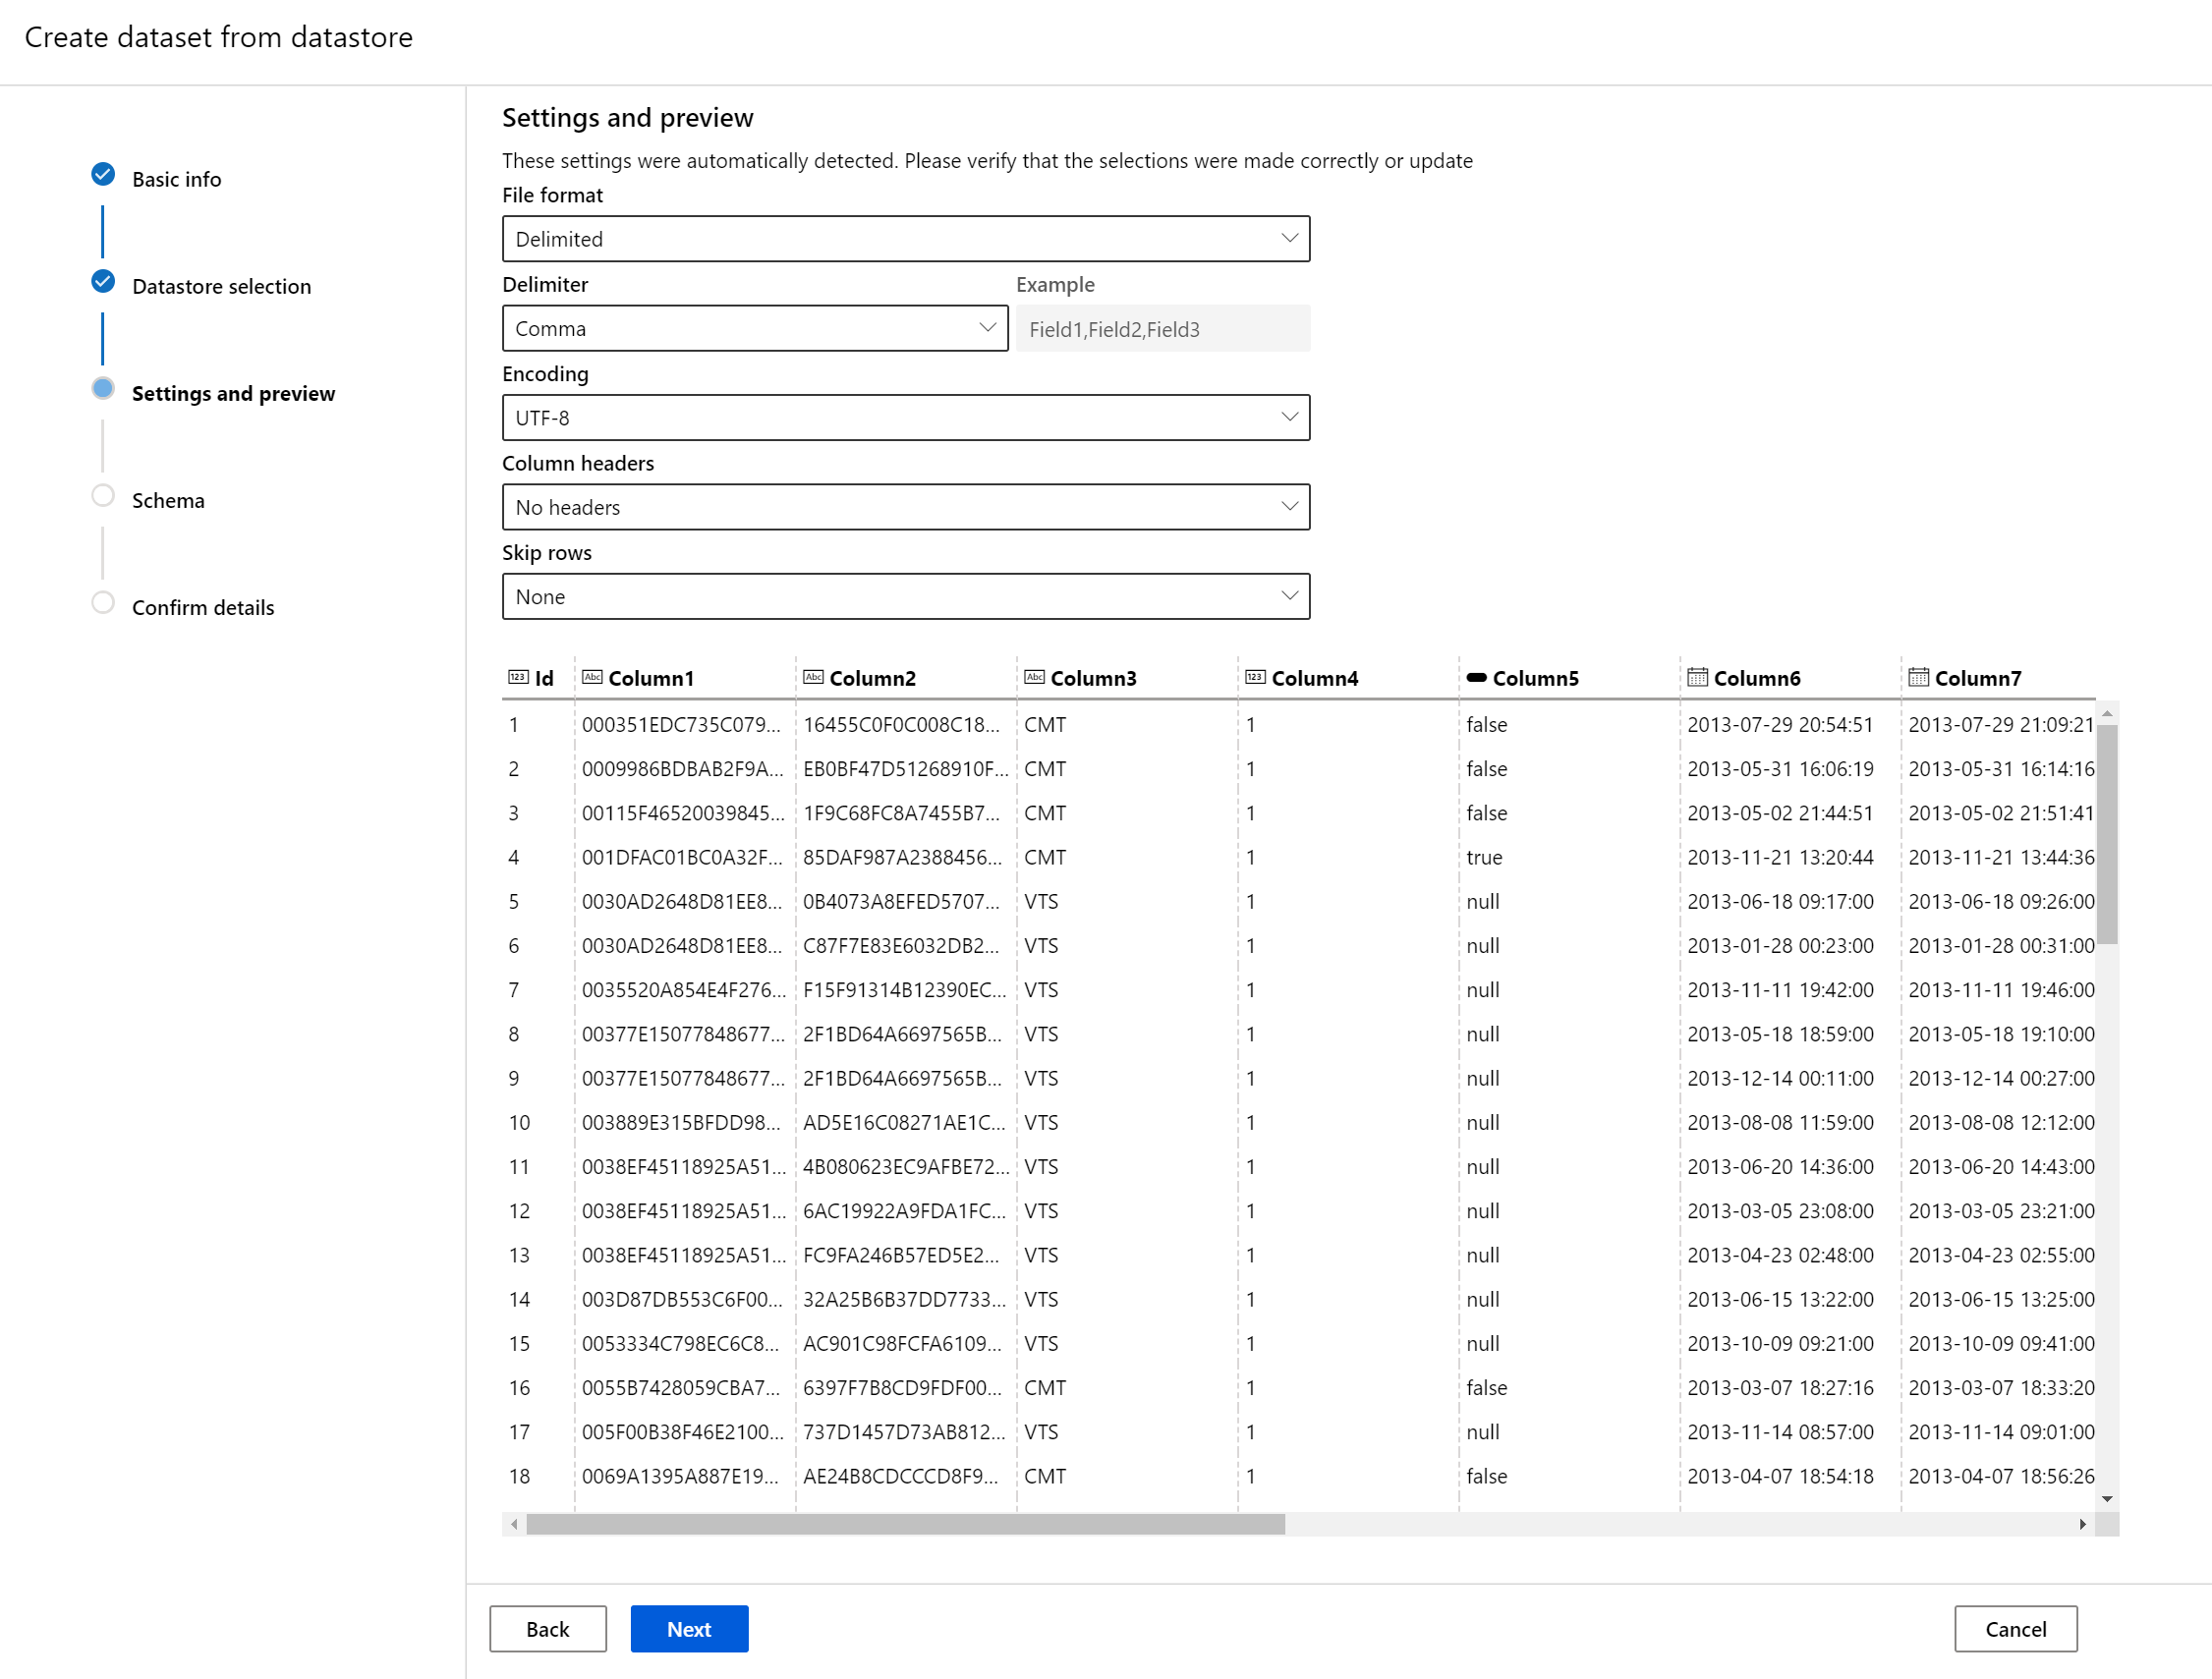 Create dataset from datastore
Basic info
Datastore selection
Settings and preview
Schema
Confirm details
Settings and preview
These settings were automatically detected. Please verify that the selections were made correctly or update
File format
Delimited
Delimiter Example
Comma Field1,Field2,Field3
Encoding
UTF-8
Column headers
No headers
Skip rows
None
123 Id Abc Column1 Abc Column2 Abc Column3 123 Column4 Column5 Column6 Column7
1 000351EDC735C079... 16455C0F0C008C18... CMT 1 false 2013-07-29 20:54:51 2013-07-29 21:09:21
2 0009986BDBAB2F9A... EB0BF47D51268910F... CMT 1 false 2013-05-31 16:06:19 2013-05-31 16:14:16
3 00115F46520039845... 1F9C68FC8A7455B7... CMT 1 false 2013-05-02 21:44:51 2013-05-02 21:51:41
4 001DFAC01BC0A32F... 85DAF987A2388456... CMT 1 true 2013-11-21 13:20:44 2013-11-21 13:44:36
5 0030AD2648D81EE8... 0B4073A8EFED5707... VTS 1 null 2013-06-18 09:17:00 2013-06-18 09:26:00
6 0030AD2648D81EE8... C87F7E83E6032DB2... VTS 1 null 2013-01-28 00:23:00 2013-01-28 00:31:00
7 0035520A854E4F276... F15F91314B12390EC... VTS 1 null 2013-11-11 19:42:00 2013-11-11 19:46:00
8 00377E15077848677... 2F1BD64A6697565B... VTS 1 null 2013-05-18 18:59:00 2013-05-18 19:10:00
9 00377E15077848677... 2F1BD64A6697565B... VTS 1 null 2013-12-14 00:11:00 2013-12-14 00:27:00
10 003889E315BFDD98... AD5E16C08271AE1C... VTS 1 null 2013-08-08 11:59:00 2013-08-08 12:12:00
11 0038EF45118925A51... 4B080623EC9AFBE72... VTS 1 null 2013-06-20 14:36:00 2013-06-20 14:43:00
12 0038EF45118925A51... 6AC19922A9FDA1FC... VTS 1 null 2013-03-05 23:08:00 2013-03-05 23:21:00
13 0038EF45118925A51... FC9FA246B57ED5E2... VTS 1 null 2013-04-23 02:48:00 2013-04-23 02:55:00
14 003D87DB553C6F00... 32A25B6B37DD7733... VTS 1 null 2013-06-15 13:22:00 2013-06-15 13:25:00
15 0053334C798EC6C8... AC901C98FCFA6109... VTS 1 null 2013-10-09 09:21:00 2013-10-09 09:41:00
16 0055B7428059CBA7... 6397F7B8CD9FDF00... CMT 1 false 2013-03-07 18:27:16 2013-03-07 18:33:20
17 005F00B38F46E2100... 737D1457D73AB812... VTS 1 null 2013-11-14 08:57:00 2013-11-14 09:01:00
18 0069A1395A887E19... AE24B8CDCCCD8F9... CMT 1 false 2013-04-07 18:54:18 2013-04-07 18:56:26
Back Next Cancel